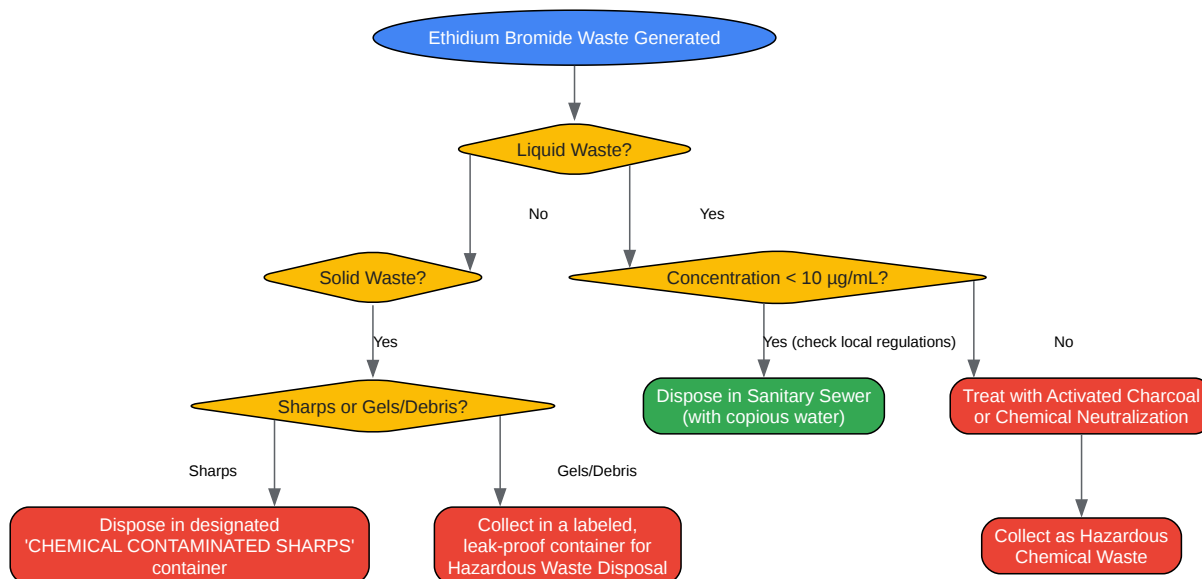 Ethidium Bromide Waste Generated
Liquid Waste?
No
Yes
Solid Waste?
Concentration < 10 µg/mL?
Yes
Yes (check local regulations)
No
Sharps or Gels/Debris?
Dispose in Sanitary Sewer
(with copious water)
Treat with Activated Charcoal
or Chemical Neutralization
Sharps
Gels/Debris
Dispose in designated
'CHEMICAL CONTAMINATED SHARPS'
container
Collect in a labeled,
leak-proof container for
Hazardous Waste Disposal
Collect as Hazardous
Chemical Waste